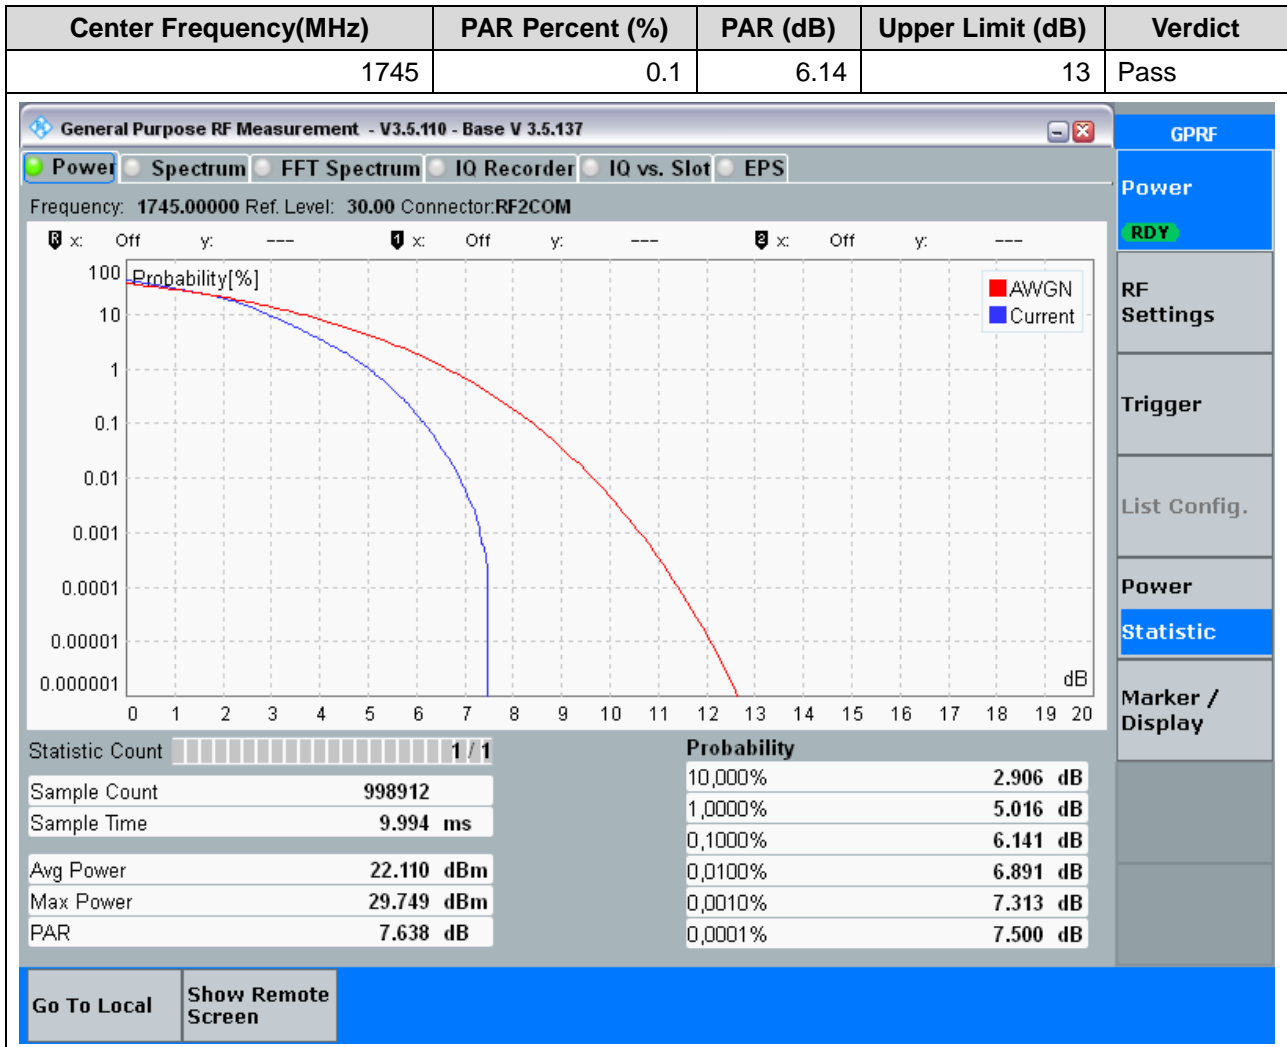 Center Frequency(MHz) PAR Percent (%) PAR (dB) Upper Limit (dB) Verdict
1745 0.1 6.14 13 Pass
General Purpose RF Measurement - V3.5.110 - Base V 3.5.137
GPRF
Power Spectrum FFT Spectrum IQ Recorder IQ vs. Slot EPS
Power
RDY
Frequency: 1745.00000 Ref. Level: 30.00 Connector:RF2COM
R x: Off y: --- 1 x: Off y: --- 2 x: Off y: ---
Probability[%]
AWGN
Current
100
10
1
0.1
0.01
0.001
0.0001
0.00001
0.000001
dB
0 1 2 3 4 5 6 7 8 9 10 11 12 13 14 15 16 17 18 19 20
RF
Settings
Trigger
List Config.
Power
Statistic
Marker /
Display
Statistic Count 1 / 1
Sample Count 998912
Sample Time 9.994 ms
Avg Power 22.110 dBm
Max Power 29.749 dBm
PAR 7.638 dB
Probability
10,000% 2.906 dB
1,0000% 5.016 dB
0,1000% 6.141 dB
0,0100% 6.891 dB
0,0010% 7.313 dB
0,0001% 7.500 dB
Go To Local
Show Remote
Screen